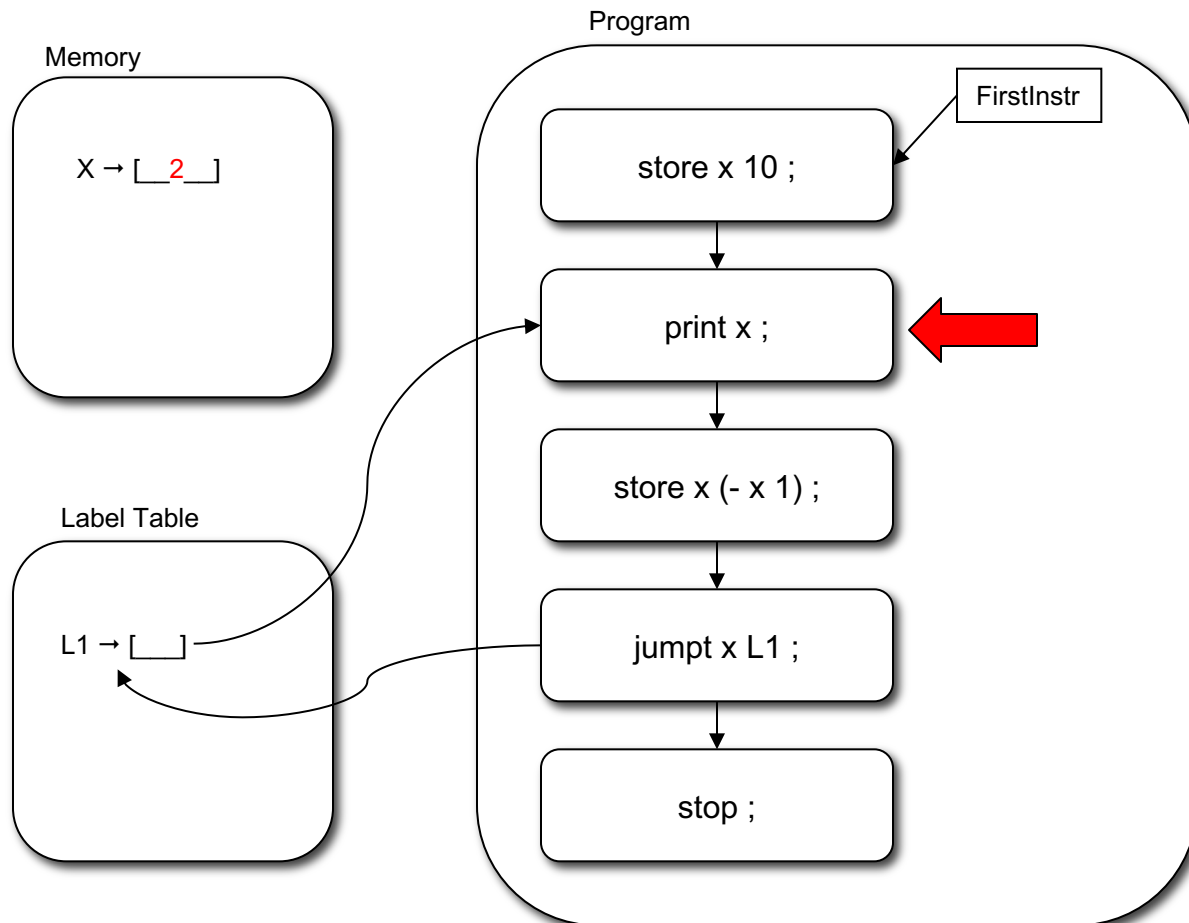 Program
Memory
FirstInstr
store x 10 ;
X → [__2__]
print x ;
store x (- x 1) ;
Label Table
L1 → [___]
jumpt x L1 ;
stop ;